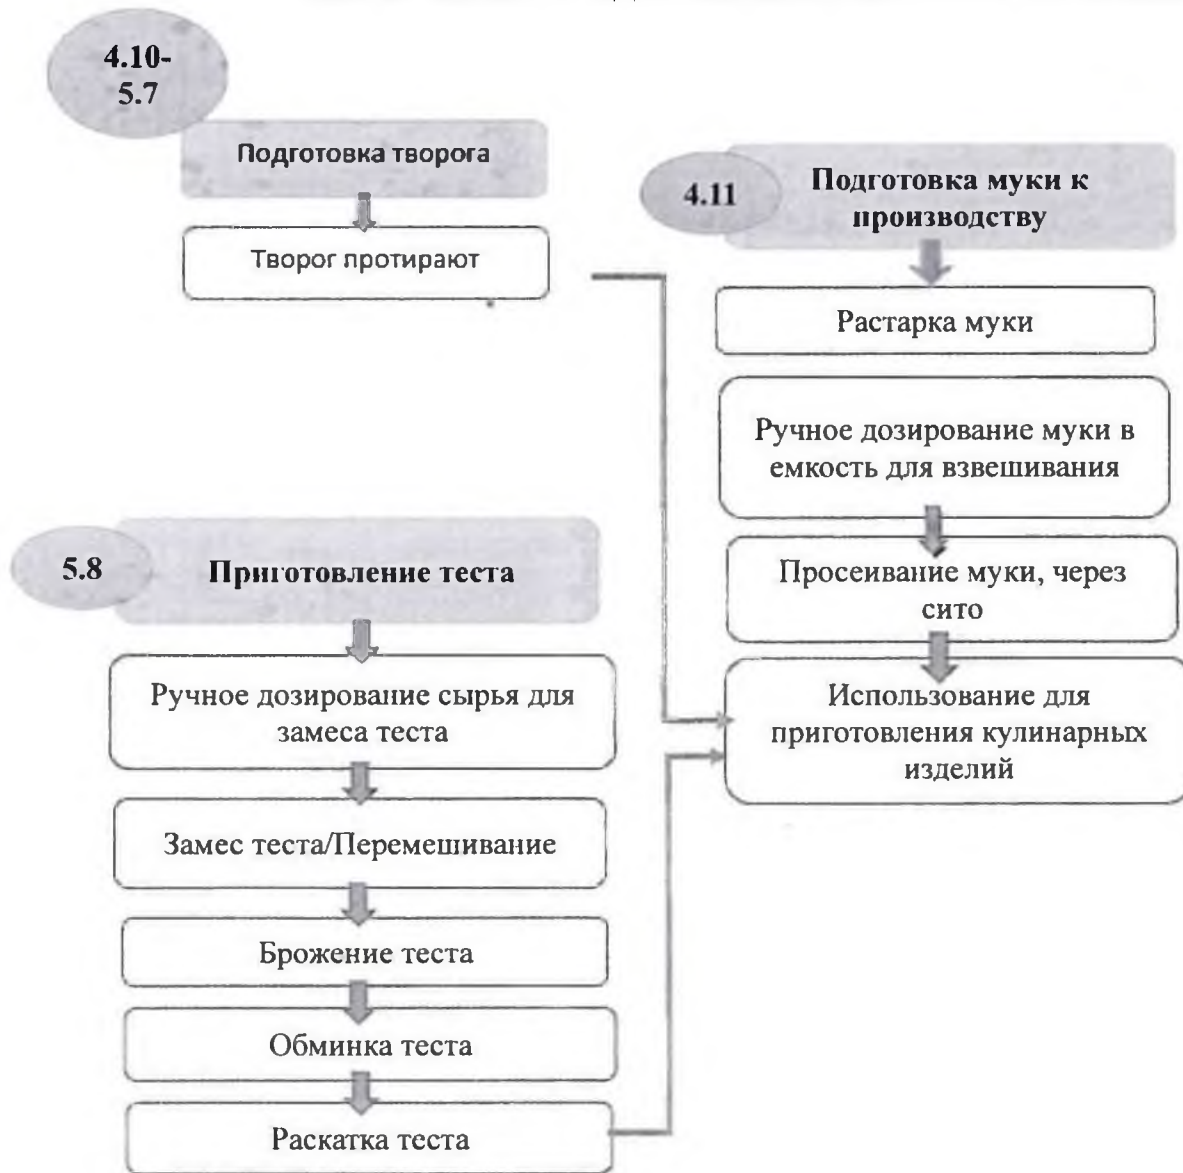 4.10-
5.7
Подготовка творога
Творог протирают
4.11
Подготовка муки к
производству
Растарка муки
Ручное дозирование муки в
емкость для взвешивания
Просеивание муки, через
сито
Использование для
приготовления кулинарных
изделий
5.8
Приготовление теста
Ручное дозирование сырья для
замеса теста
Замес теста/Перемешивание
Брожение теста
Обминка теста
Раскатка теста